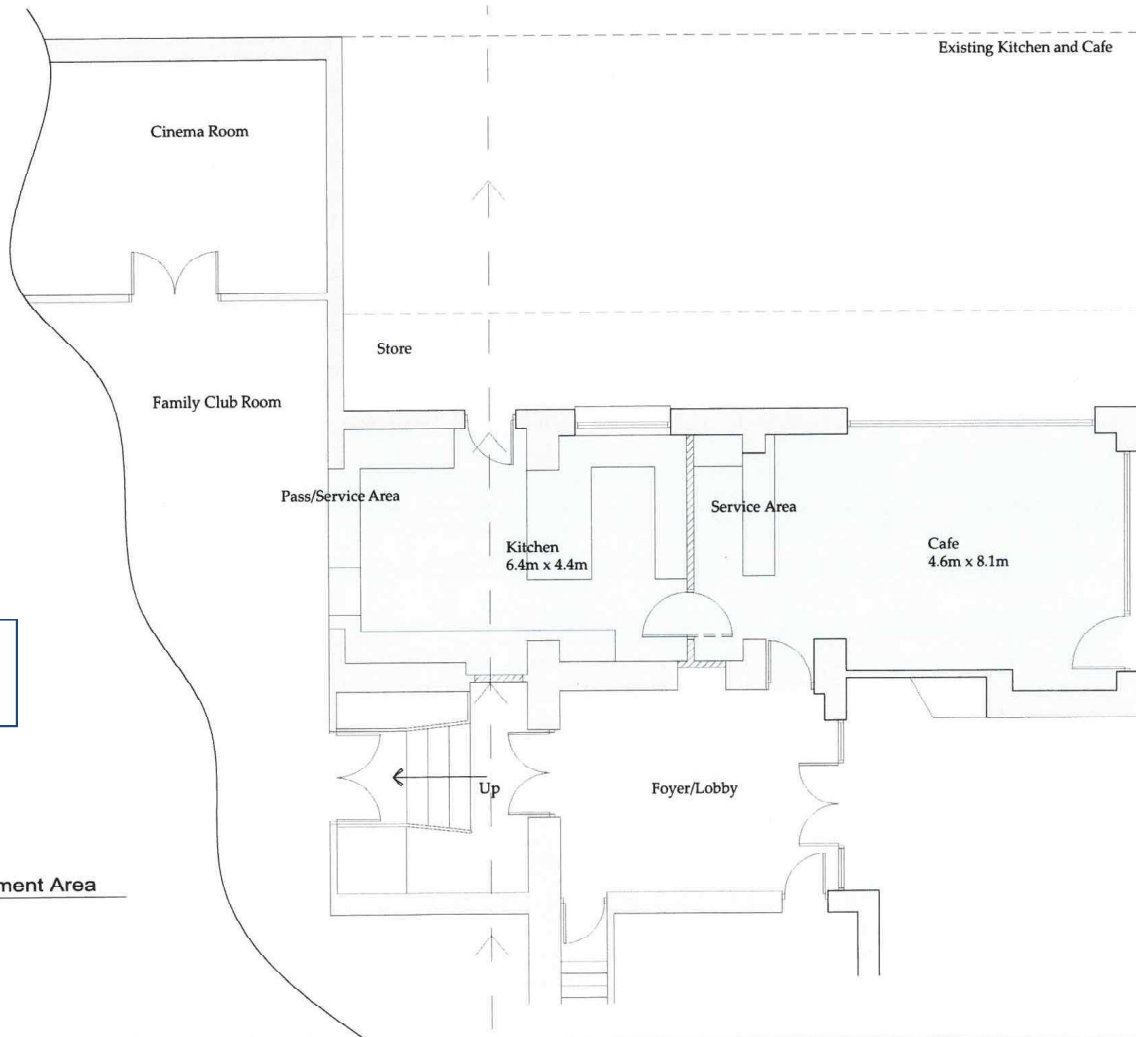 Existing Kitchen and Cafe
Cinema Room
Store
Family Club Room
Pass/Service Area
Service Area
Kitchen
6.4m x 4.4m
Cafe
4.6m x 8.1m
Up
Foyer/Lobby
ment Area